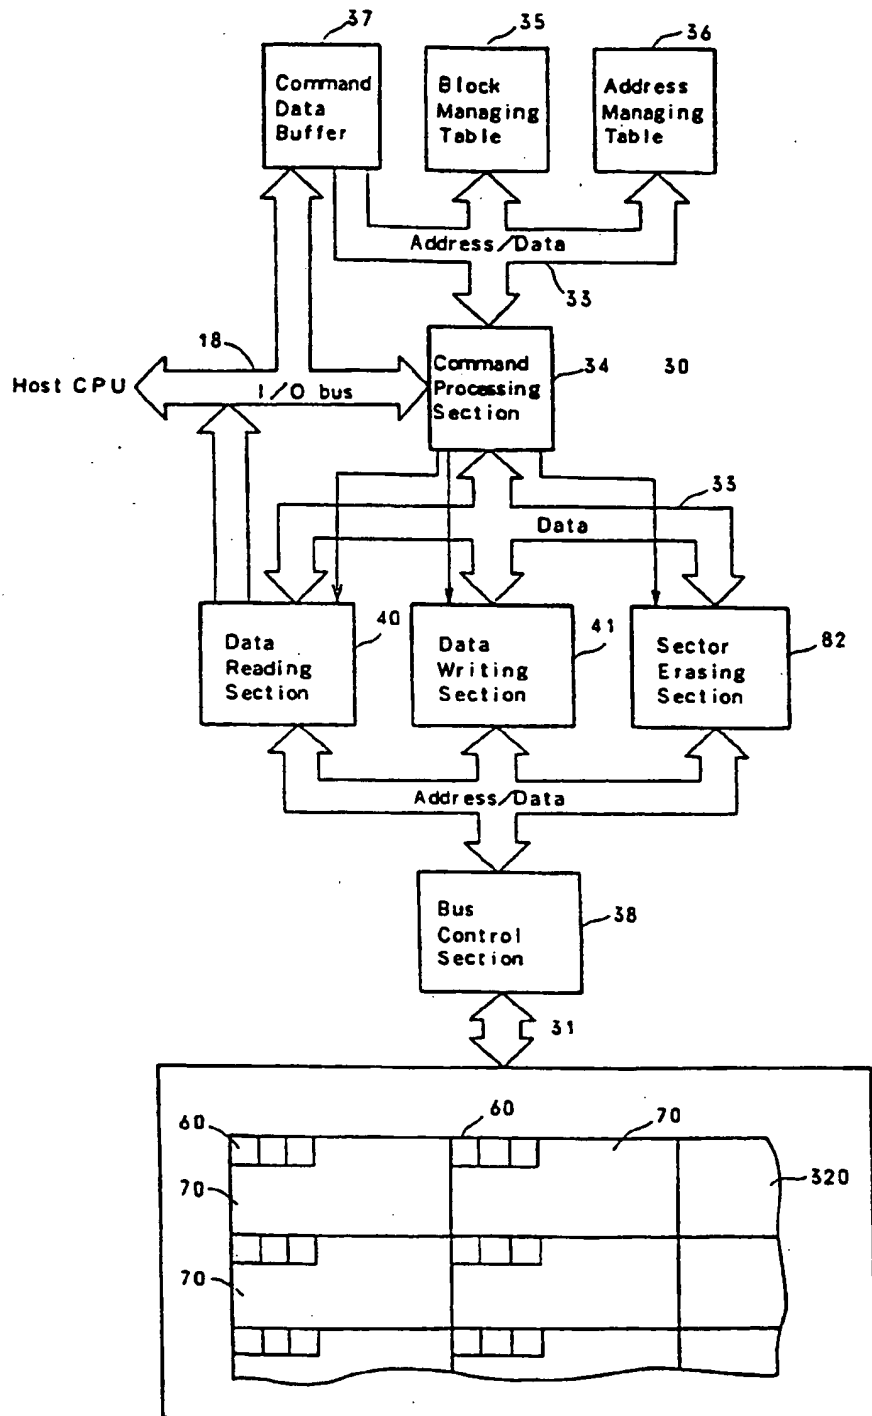 37
35
36
Command
Data
Buffer
Block
Managing
Table
Address
Managing
Table
Address/Data
33
18
Host CPU
I/O bus
Command
Processing
Section
34
30
33
Data
40
41
82
Data
Reading
Section
Data
Writing
Section
Sector
Erasing
Section
Address/Data
Bus
Control
Section
38
31
60
60
70
70
320
70